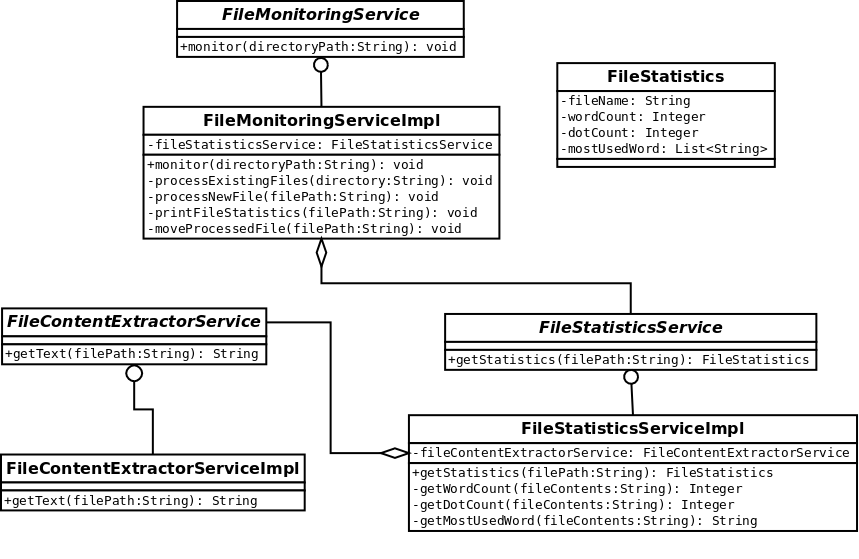 FileMonitoringService
+monitor(directoryPath:String): void
FileMonitoringServiceImpl
-fileStatisticsService: FileStatisticsService
+monitor(directoryPath:String): void
-processExistingFiles(directory:String): void
-processNewFile(filePath:String): void
-printFileStatistics(filePath:String): void
-moveProcessedFile(filePath:String): void
FileStatistics
-fileName: String
-wordCount: Integer
-dotCount: Integer
-mostUsedWord: List<String>
FileContentExtractorService
+getText(filePath:String): String
FileContentExtractorServiceImpl
+getText(filePath:String): String
FileStatisticsService
+getStatistics(filePath:String): FileStatistics
FileStatisticsServiceImpl
-fileContentExtractorService: FileContentExtractorService
+getStatistics(filePath:String): FileStatistics
-getWordCount(fileContents:String): Integer
-getDotCount(fileContents:String): Integer
-getMostUsedWord(fileContents:String): String